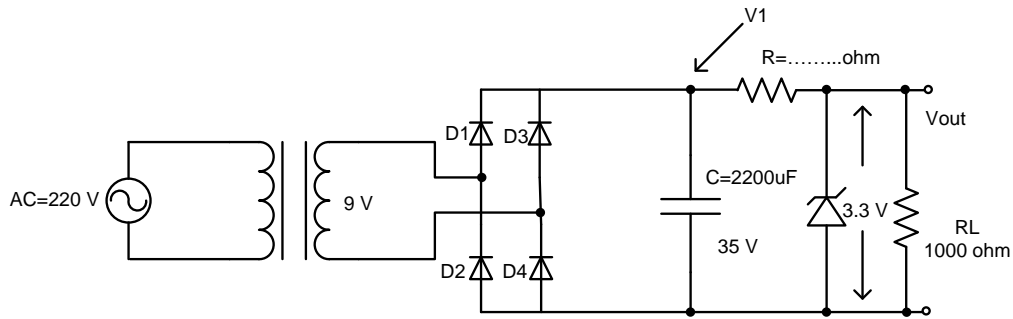 V1
R=……...ohm
Vout
D1
D3
AC=220 V
9 V
C=2200uF
3.3 V
RL
1000 ohm
35 V
D2
D4